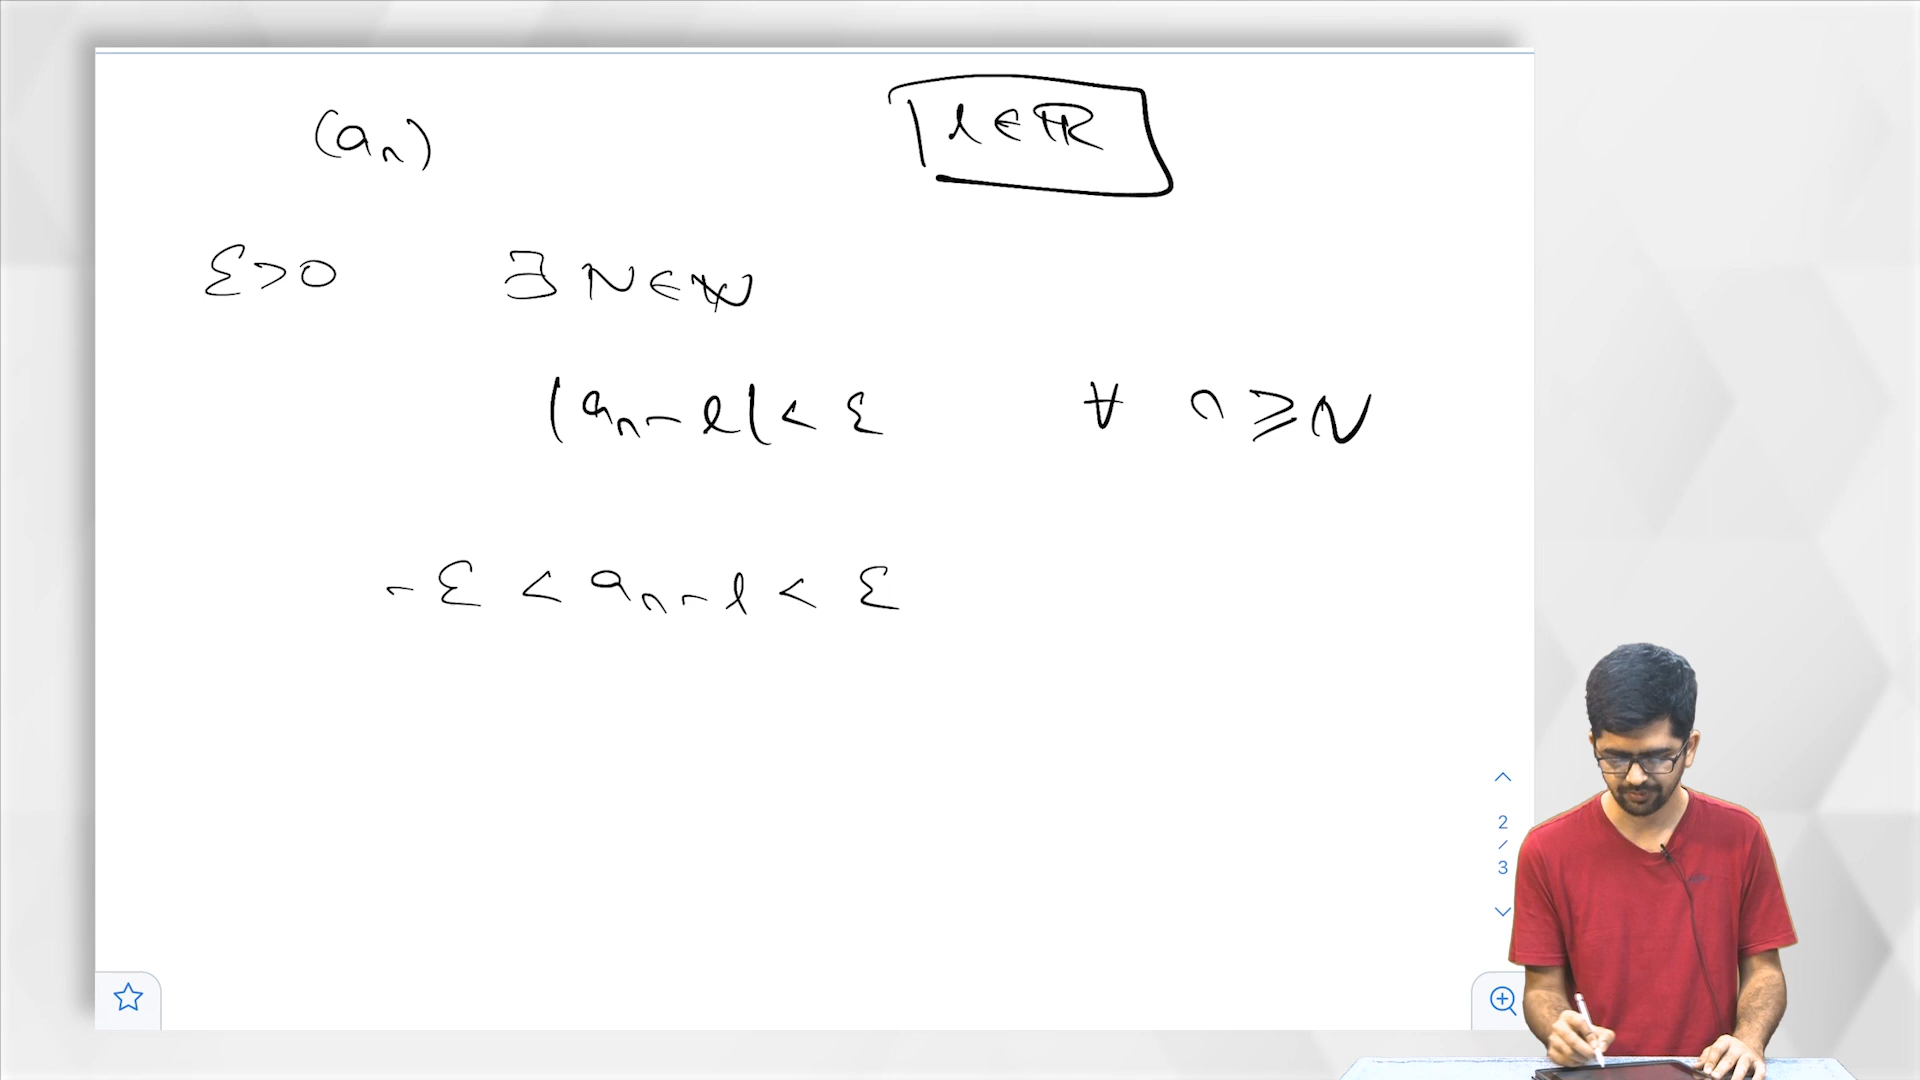 (aₙ) l ∈ ℝ
ε > 0 ∃ N ∈ ℕ
|aₙ - l| < ε ∀ n ≥ N
- ε < aₙ - l < ε
2
/
3